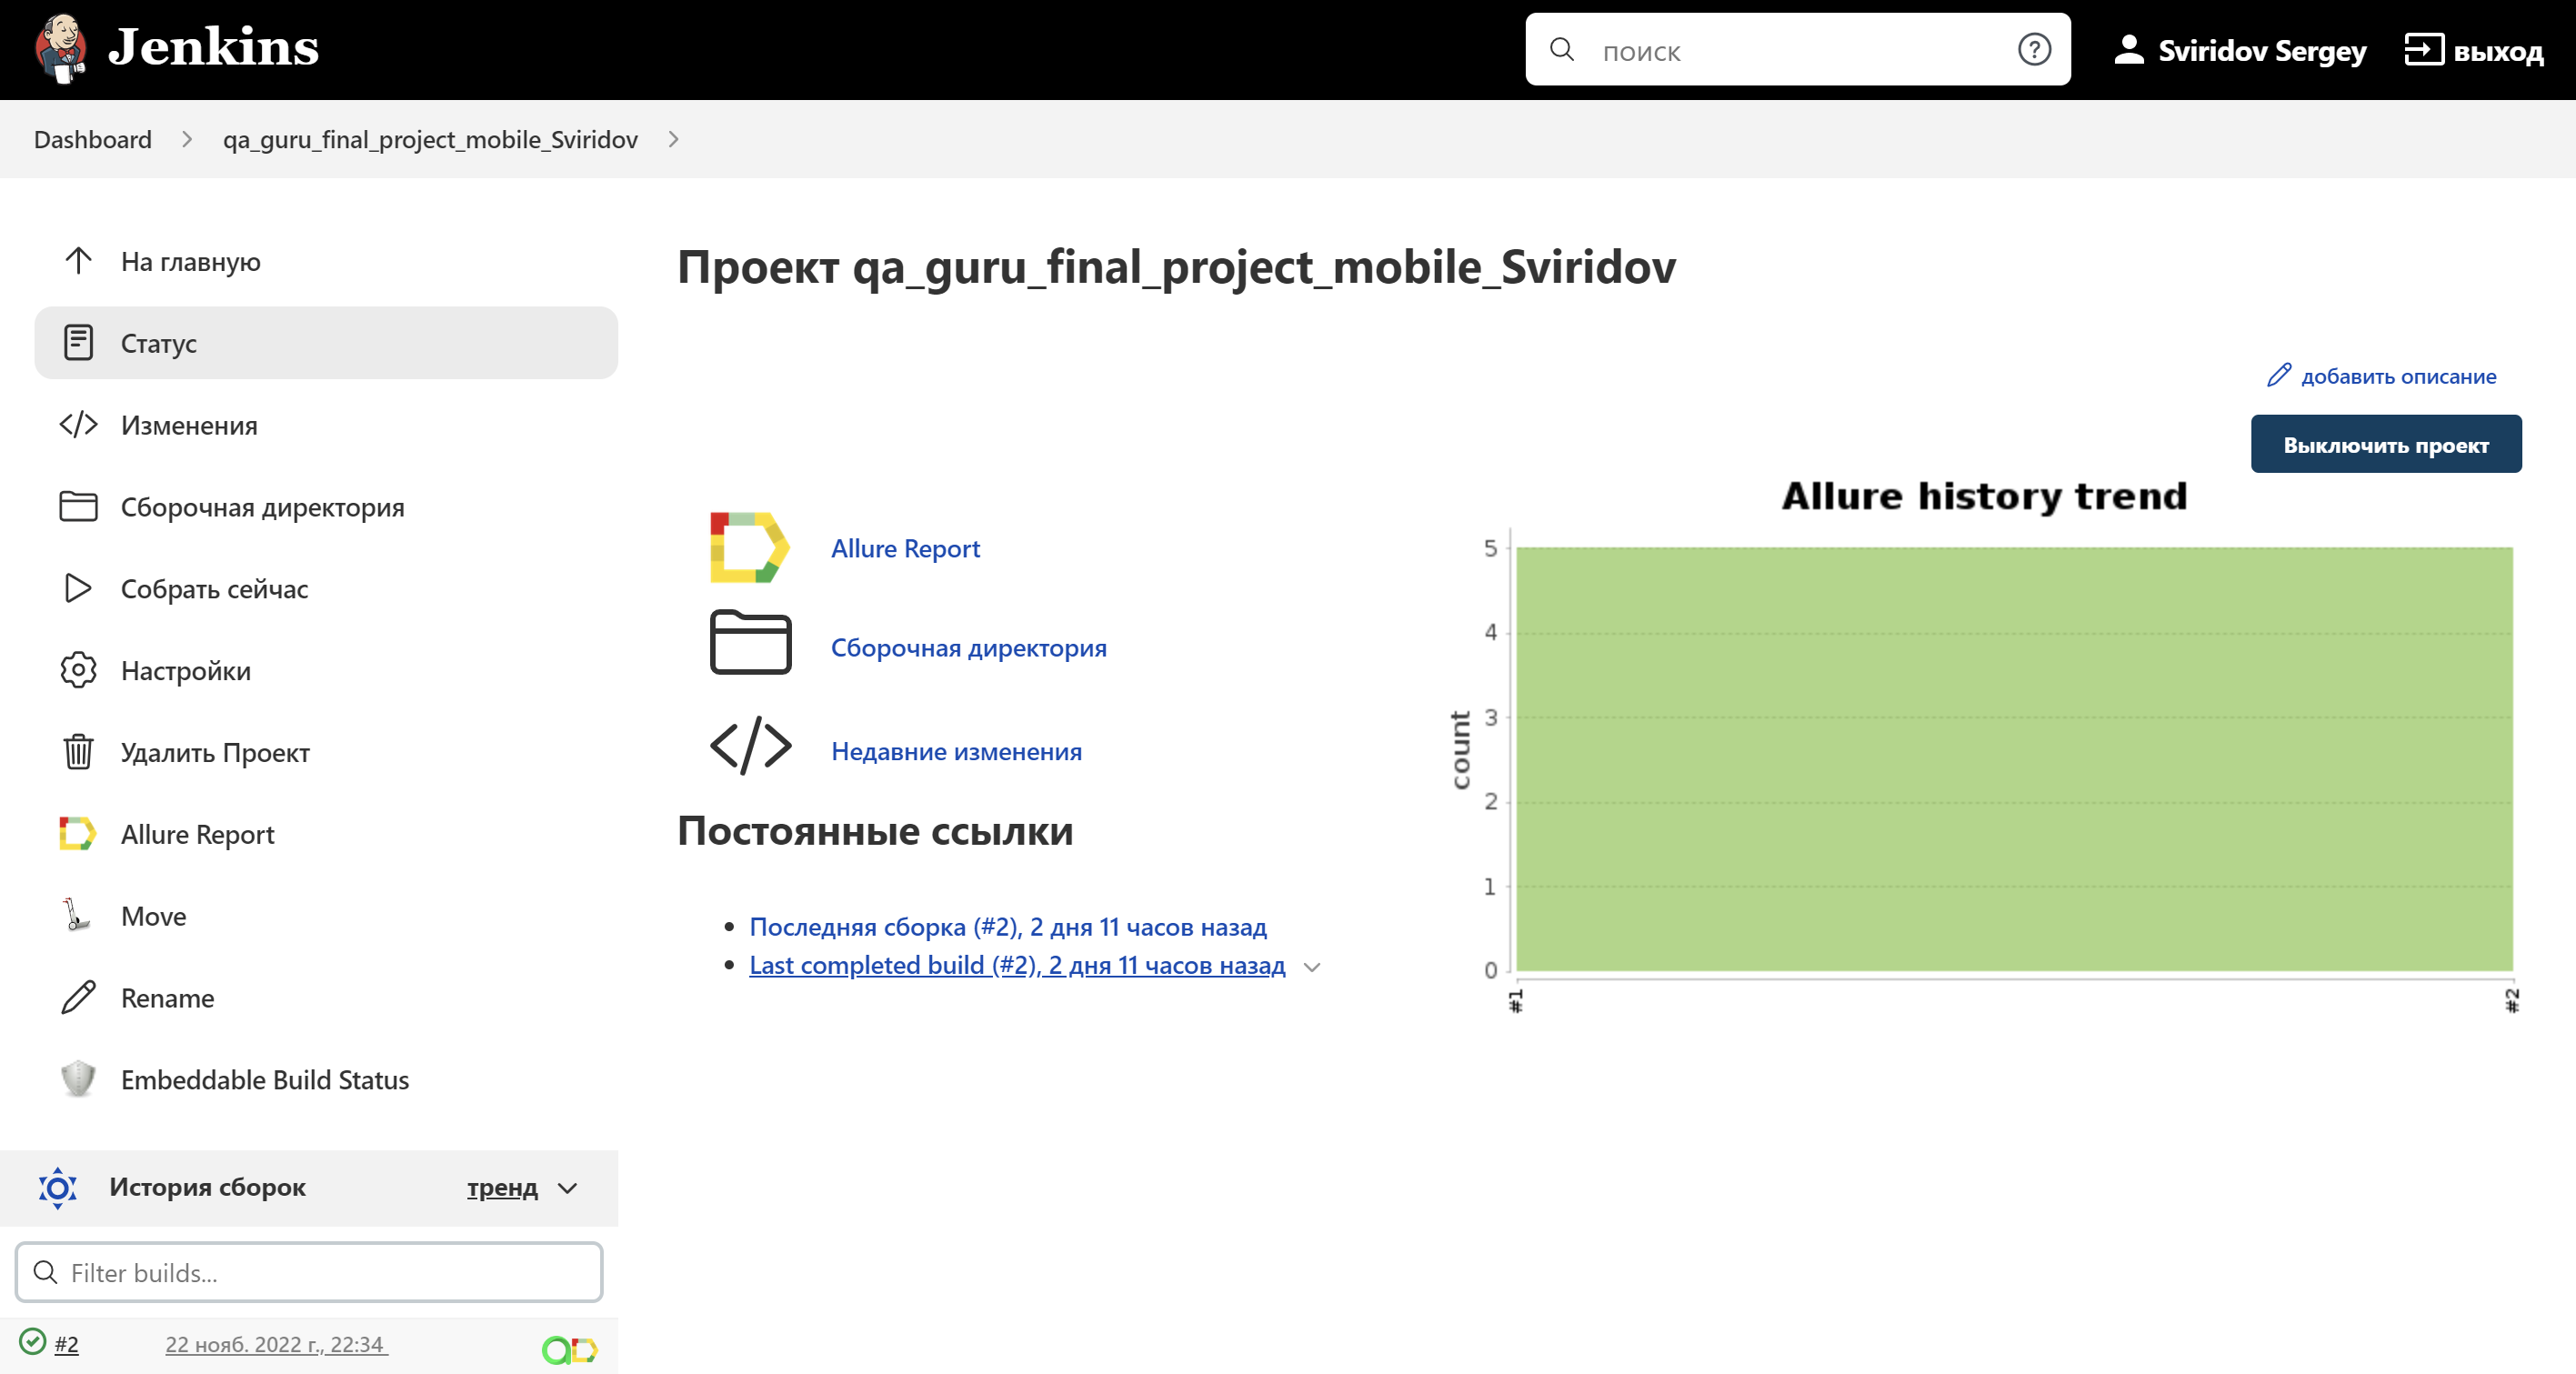 Jenkins
поиск
Sviridov Sergey
выход
Dashboard
qa_guru_final_project_mobile_Sviridov
На главную
Статус
Изменения
Сборочная директория
Собрать сейчас
Настройки
Удалить Проект
Allure Report
Move
Rename
Embeddable Build Status
История сборок
тренд
Filter builds...
#2
22 нояб. 2022 г., 22:34
Проект qa_guru_final_project_mobile_Sviridov
добавить описание
Выключить проект
Allure Report
Сборочная директория
Недавние изменения
Постоянные ссылки
Последняя сборка (#2), 2 дня 11 часов назад
Last completed build (#2), 2 дня 11 часов назад
Allure history trend
count
5
4
3
2
1
0
#1
#2